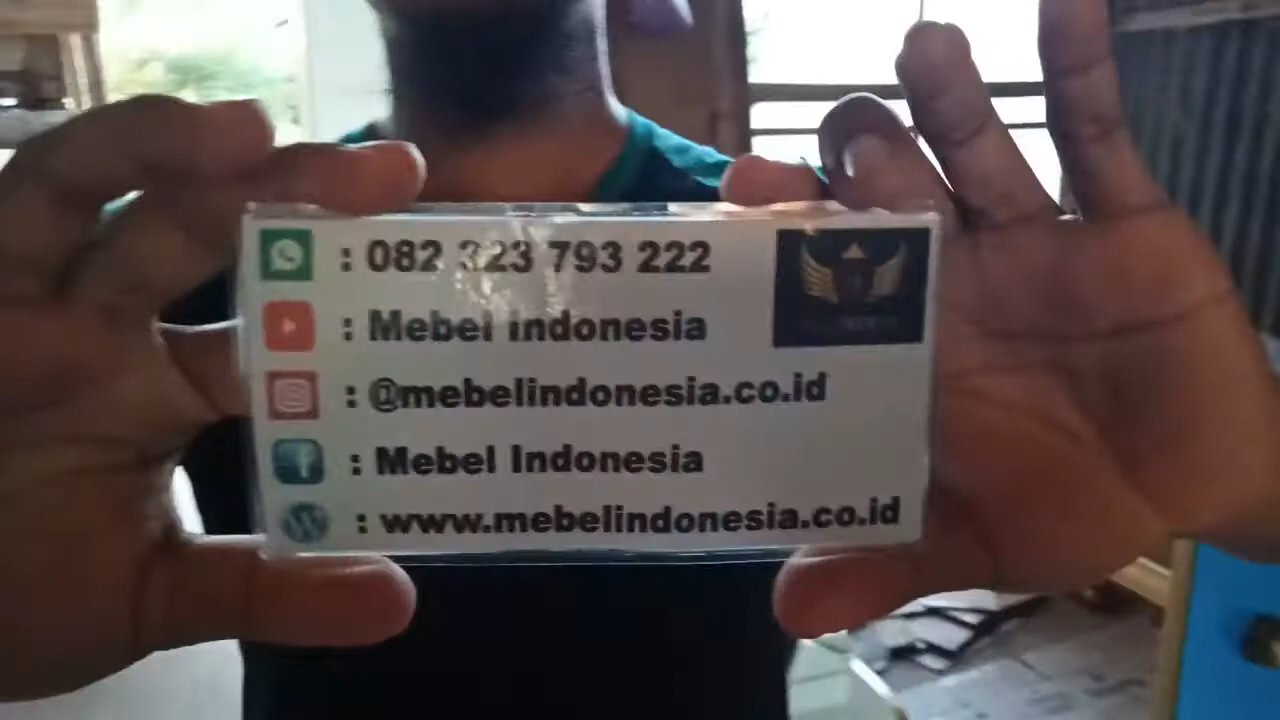 : 082 323 793 222
: Mebel Indonesia
: @mebelindonesia.co.id
: Mebel Indonesia
: www.mebelindonesia.co.id